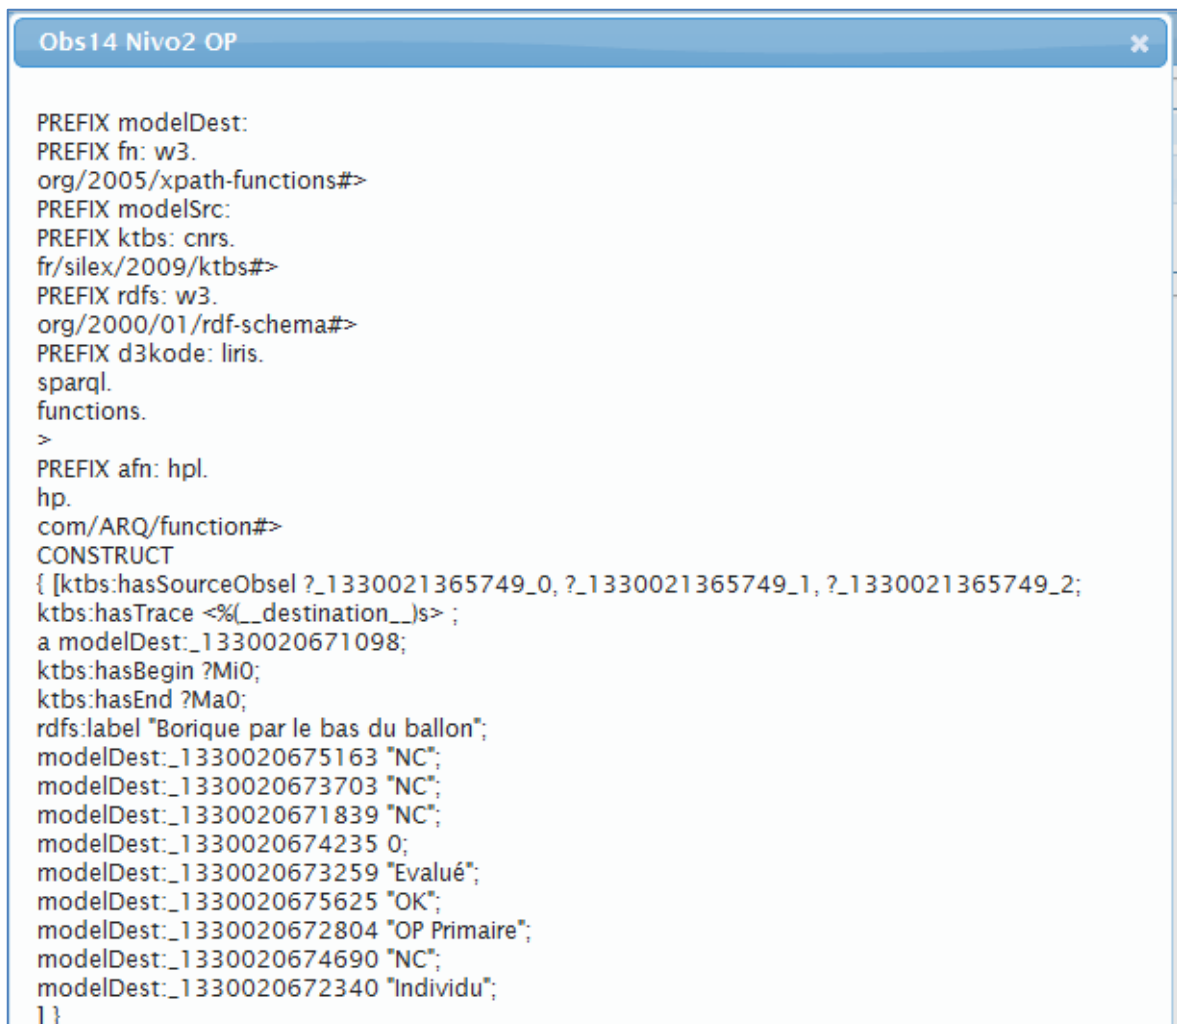 Obs14 Nivo2 OP
PREFIX modelDest:
PREFIX fn: w3.
org/2005/xpath-functions#>
PREFIX modelSrc:
PREFIX ktbs: cnrs.
fr/silex/2009/ktbs#>
PREFIX rdfs: w3.
org/2000/01/rdf-schema#>
PREFIX d3kode: liris.
sparql.
functions.
>
PREFIX afn: hpl.
hp.
com/ARQ/function#>
CONSTRUCT
{ [ktbs:hasSourceObsel ?_1330021365749_0, ?_1330021365749_1, ?_1330021365749_2;
ktbs:hasTrace <%(__destination__)s> ;
a modelDest:_1330020671098;
ktbs:hasBegin ?Mi0;
ktbs:hasEnd ?Ma0;
rdfs:label "Borique par le bas du ballon";
modelDest:_1330020675163 "NC";
modelDest:_1330020673703 "NC";
modelDest:_1330020671839 "NC";
modelDest:_1330020674235 0;
modelDest:_1330020673259 "Evalué";
modelDest:_1330020675625 "OK";
modelDest:_1330020672804 "OP Primaire";
modelDest:_1330020674690 "NC";
modelDest:_1330020672340 "Individu";
] }